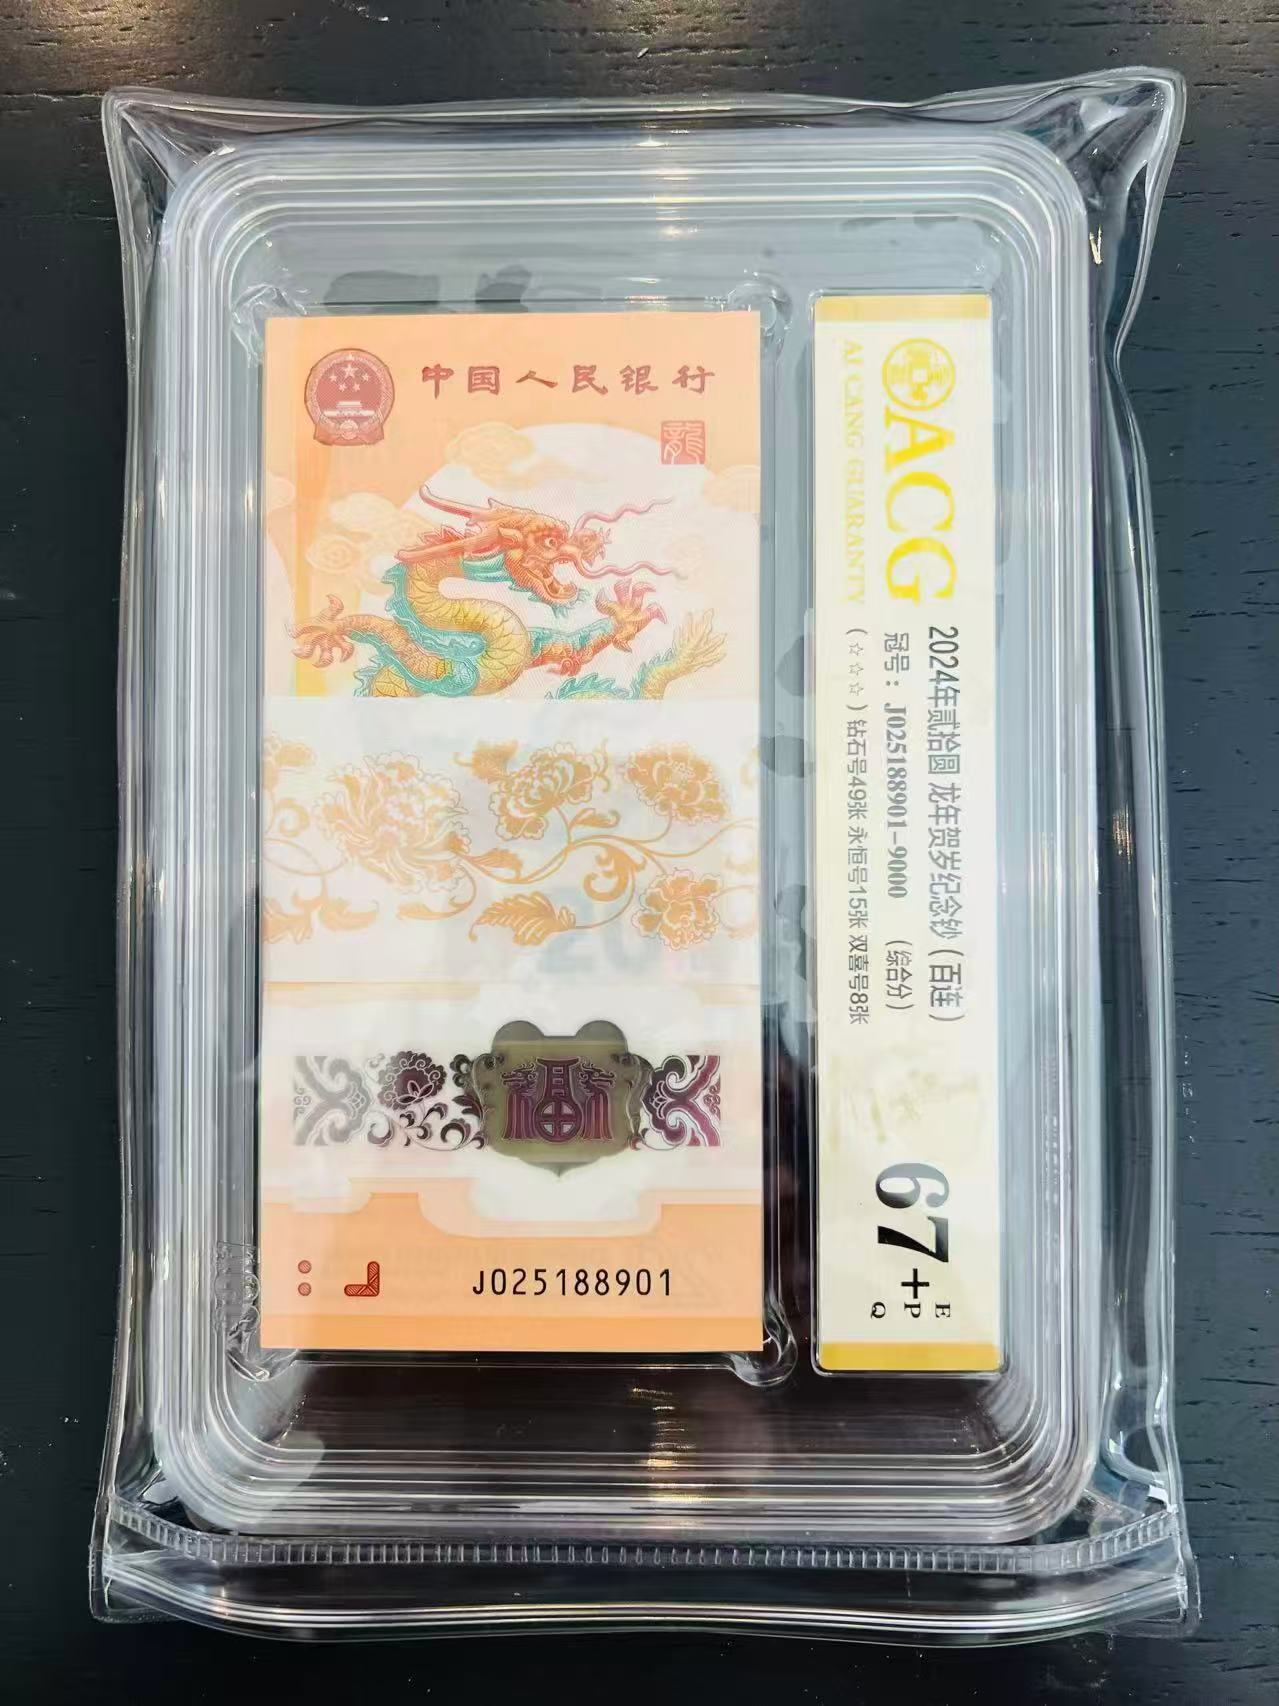 中国人民银行
龍
福
J025188901
ACG
AI CANG GUARANTY
2024年贰拾圆 龙年贺岁纪念钞（百连）
冠号：J025188901-9000 （综合分）
（☆☆☆）钻石号49张 永恒号15张 双喜号8张
67+
E
P
Q